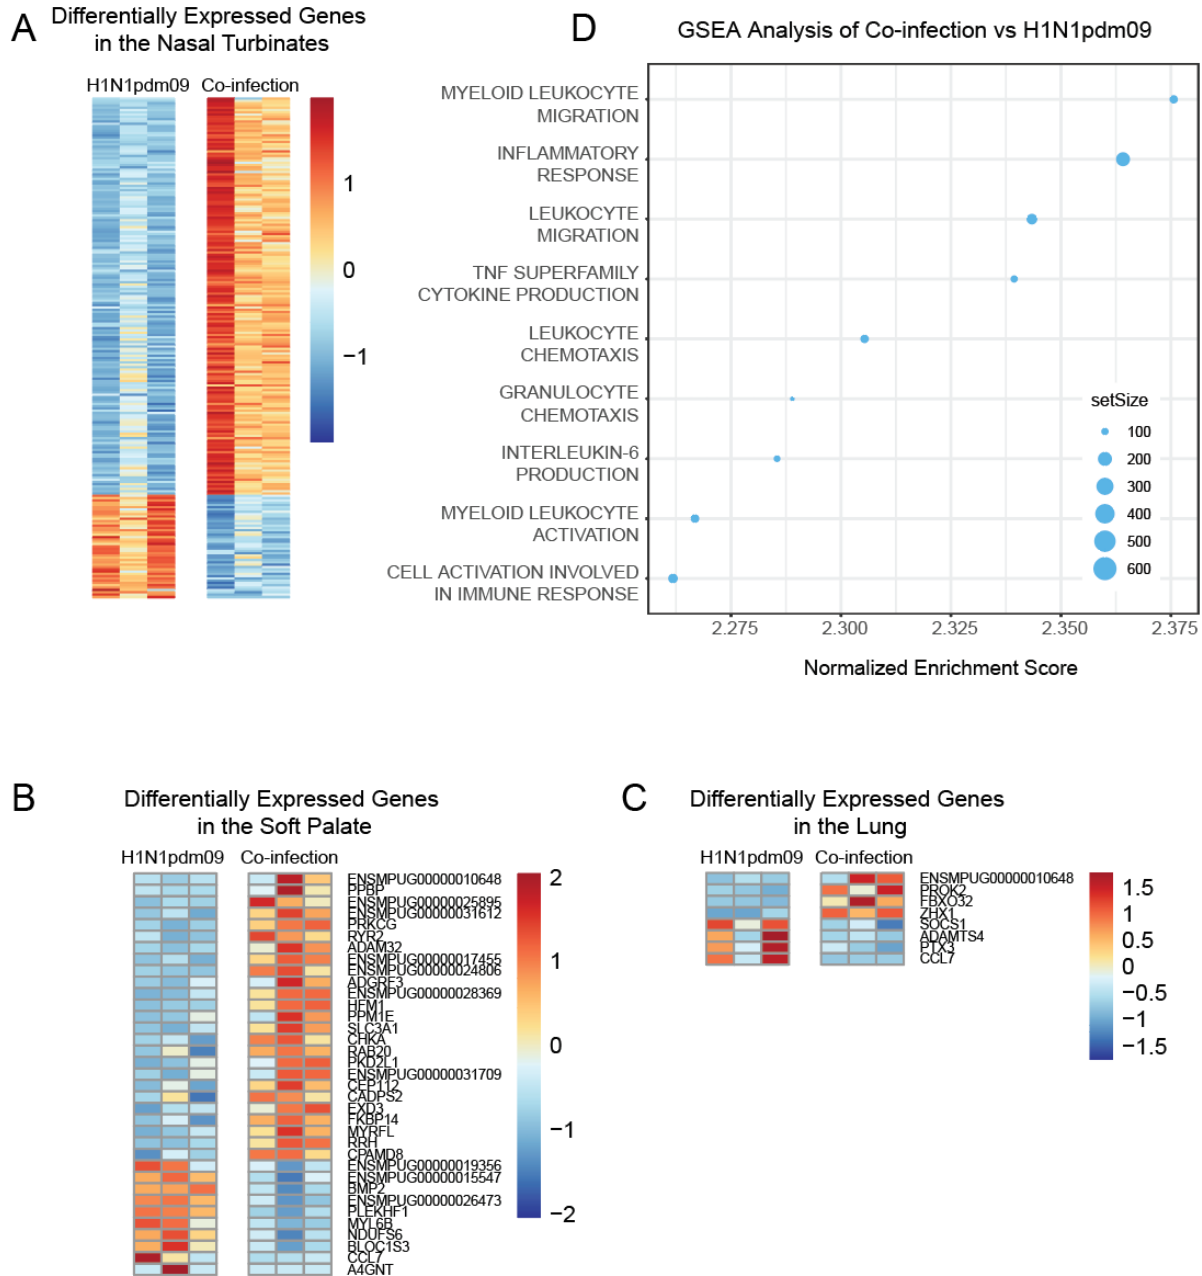 A
Differentially Expressed Genes
in the Nasal Turbinates
H1N1pdm09 Co-infection
1
0
−1
D
GSEA Analysis of Co-infection vs H1N1pdm09
MYELOID LEUKOCYTE
MIGRATION
INFLAMMATORY
RESPONSE
LEUKOCYTE
MIGRATION
TNF SUPERFAMILY
CYTOKINE PRODUCTION
LEUKOCYTE
CHEMOTAXIS
GRANULOCYTE
CHEMOTAXIS
INTERLEUKIN-6
PRODUCTION
MYELOID LEUKOCYTE
ACTIVATION
CELL ACTIVATION INVOLVED
IN IMMUNE RESPONSE
setSize
100
200
300
400
500
600
2.275 2.300 2.325 2.350 2.375
Normalized Enrichment Score
B
Differentially Expressed Genes
in the Soft Palate
H1N1pdm09 Co-infection
ENSMPUG00000010648
PPBP
ENSMPUG00000025895
ENSMPUG00000031612
PRKCG
RYR2
ADAM32
ENSMPUG00000017455
ENSMPUG00000024806
ADGRF3
ENSMPUG00000028369
HFM1
PPM1E
SLC3A1
CHKA
RAB20
PKD2L1
ENSMPUG00000031709
CEP112
CADPS2
EXD3
FKBP14
MYRFL
RRH
CPAMD8
ENSMPUG00000019356
ENSMPUG00000015547
BMP2
ENSMPUG00000026473
PLEKHF1
MYL6B
NDUFS6
BLOC1S3
CCL7
A4GNT
2
1
0
−1
−2
C
Differentially Expressed Genes
in the Lung
H1N1pdm09 Co-infection
ENSMPUG00000010648
PROK2
FBXO32
ZHX1
SOCS1
ADAMTS4
PTX3
CCL7
1.5
1
0.5
0
−0.5
−1
−1.5